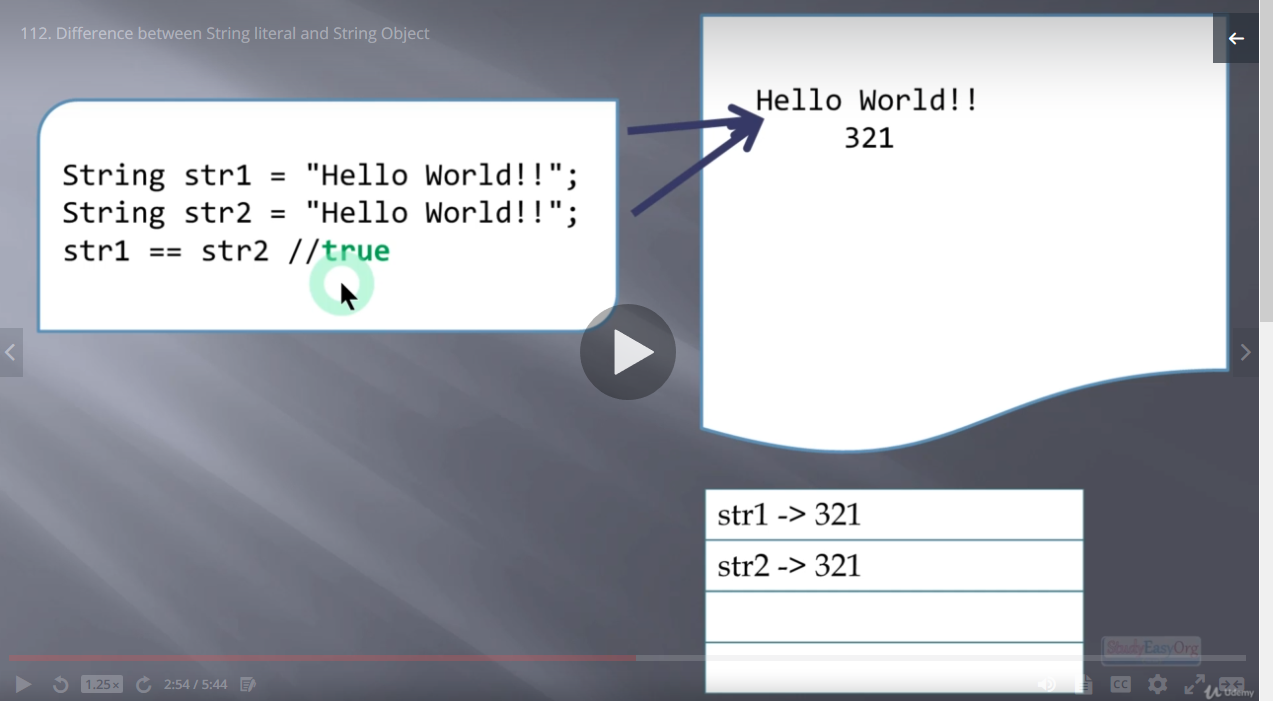 112. Difference between String literal and String Object
String str1 = "Hello World!!";
String str2 = "Hello World!!";
str1 == str2 //true
Hello World!!
321
str1 -> 321
str2 -> 321
StudyEasyOrg
1.25×
2:54 / 5:44
CC
Udemy